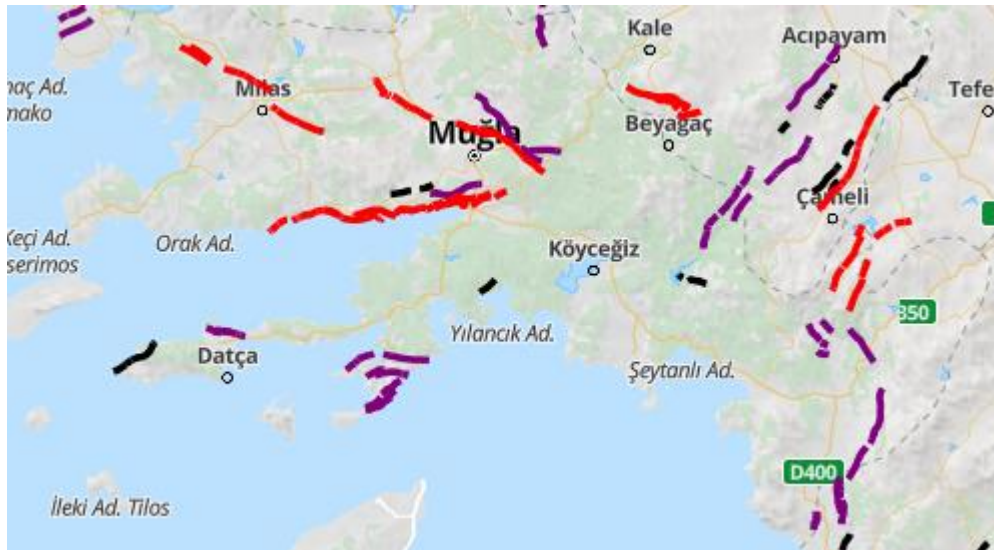 Kale
Acıpayam
naç Ad.
mako
Milas
Tefe
Muğla
Beyağaç
Çameli
Keçi Ad.
serimos
Orak Ad.
Köyceğiz
350
Yılancık Ad.
Datça
Şeytanlı Ad.
D400
İleki Ad. Tilos